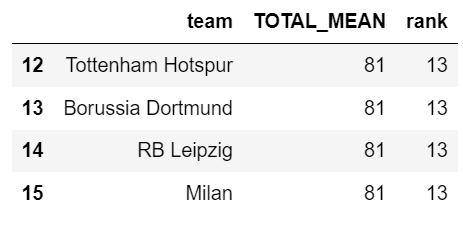 team TOTAL_MEAN rank
12 Tottenham Hotspur 81 13
13 Borussia Dortmund 81 13
14 RB Leipzig 81 13
15 Milan 81 13